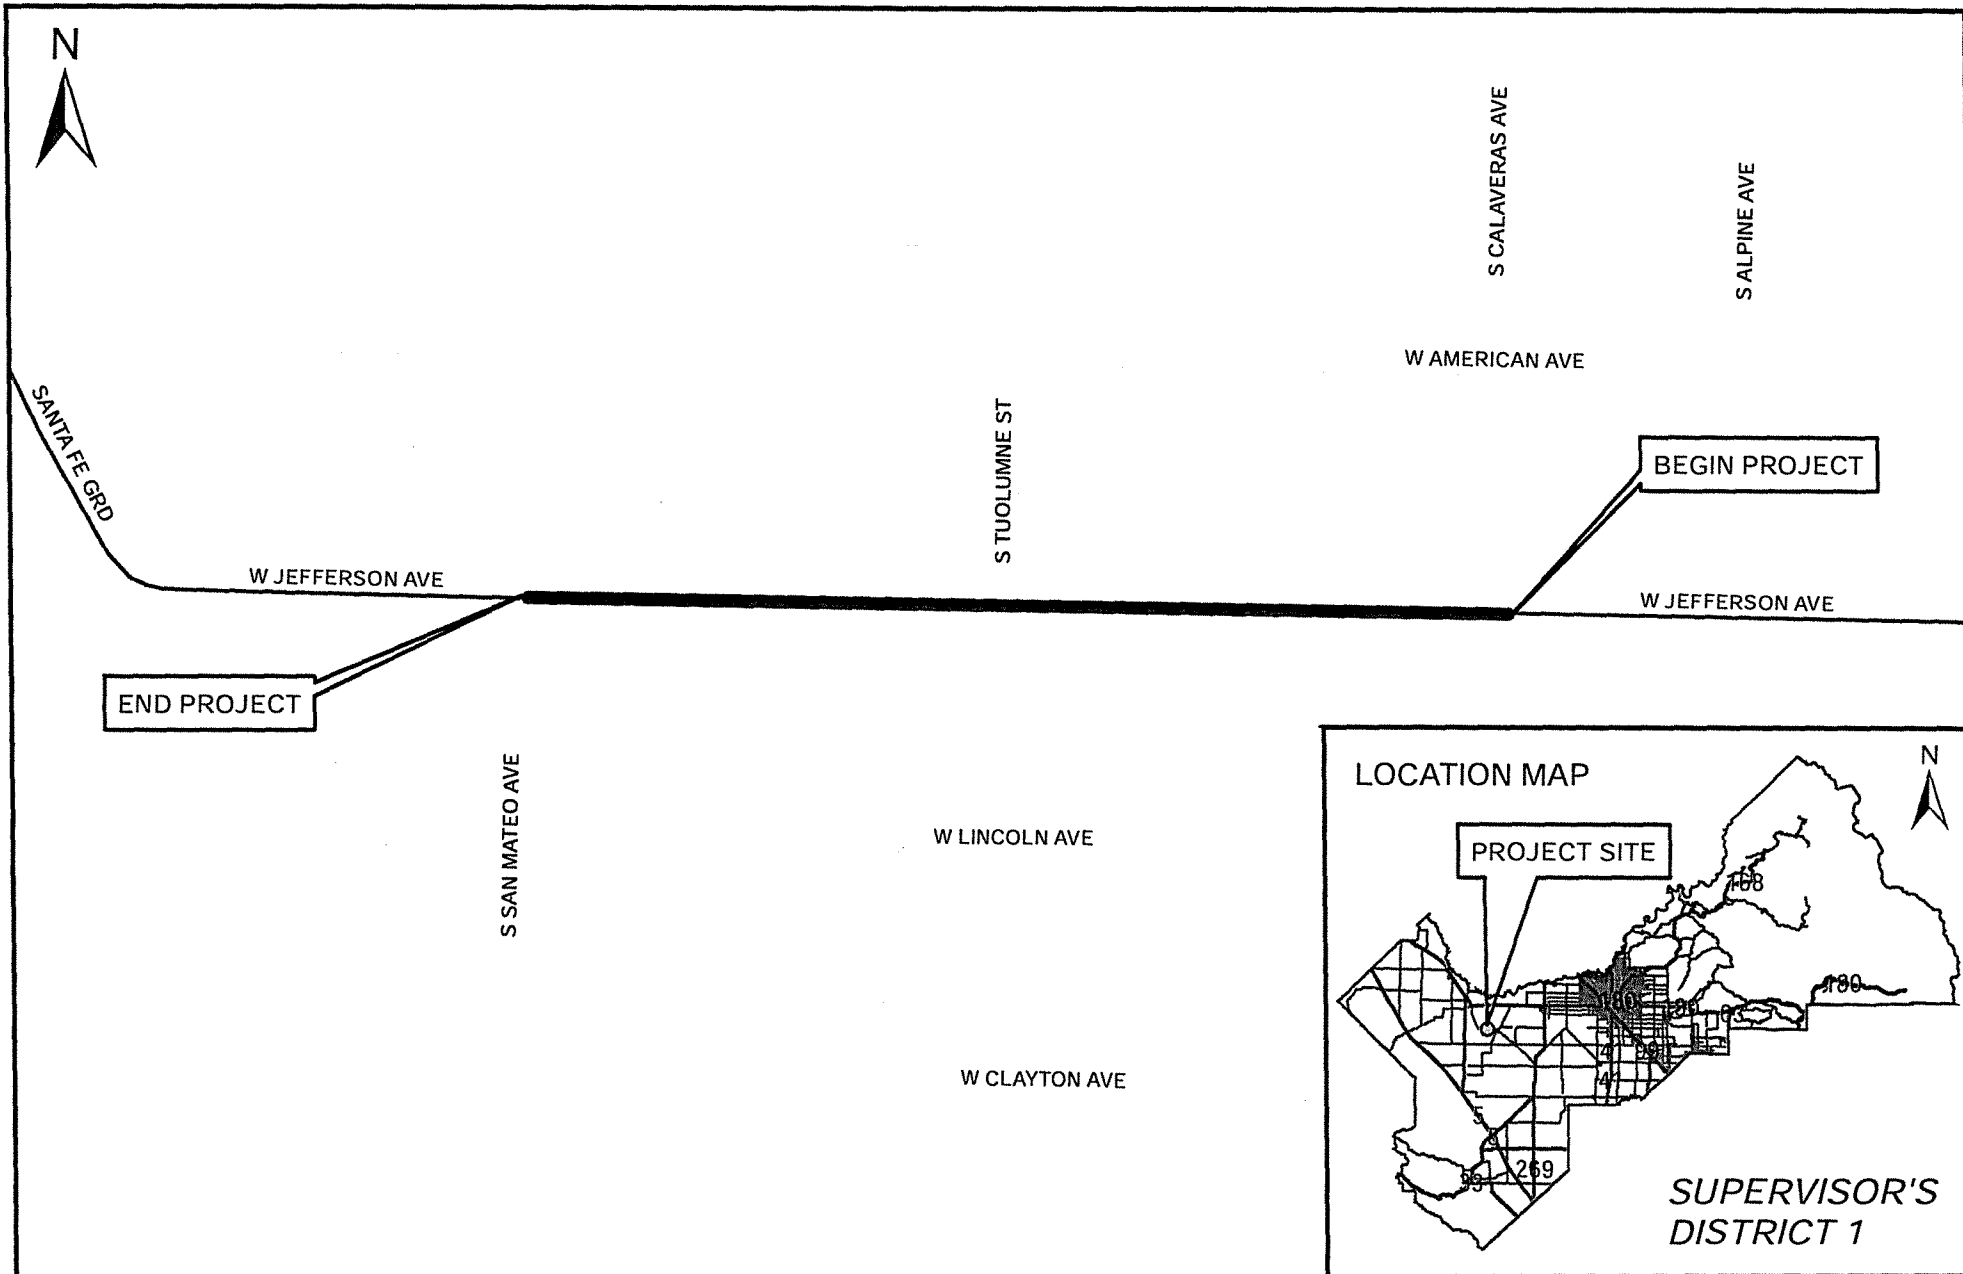 N
S CALAVERAS AVE
S ALPINE AVE
W AMERICAN AVE
SANTA FE GRD
S TUOLUMNE ST
BEGIN PROJECT
W JEFFERSON AVE
W JEFFERSON AVE
END PROJECT
S SAN MATEO AVE
W LINCOLN AVE
W CLAYTON AVE
LOCATION MAP
N
PROJECT SITE
168
180
180
99
41
5
269
33
SUPERVISOR'S
DISTRICT 1